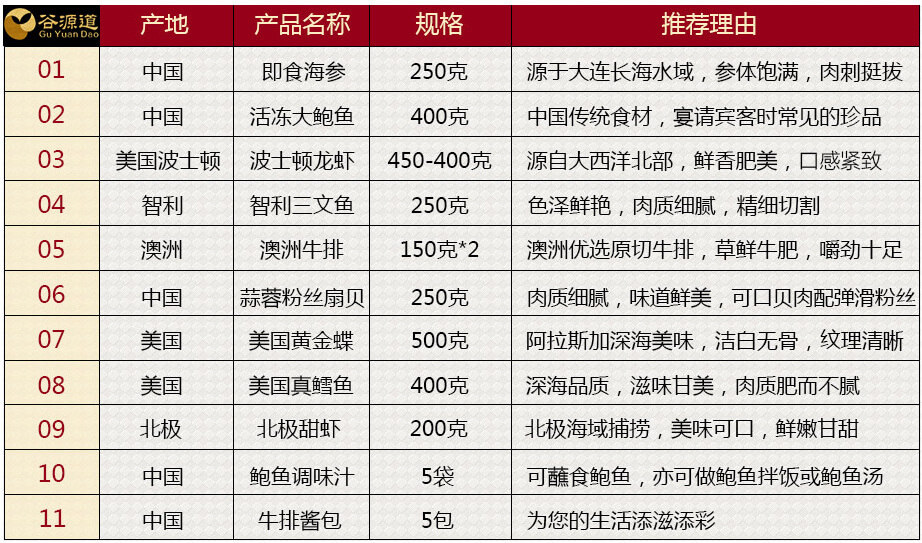 谷源道 产地 产品名称 规格 推荐理由
Gu Yuan Dao
01 中国 即食海参 250克 源于大连长海水域，参体饱满，肉刺挺拔
02 中国 活冻大鲍鱼 400克 中国传统食材，宴请宾客时常见的珍品
03 美国波士顿 波士顿龙虾 450-400克 源自大西洋北部，鲜香肥美，口感紧致
04 智利 智利三文鱼 250克 色泽鲜艳，肉质细腻，精细切割
05 澳洲 澳洲牛排 150克*2 澳洲优选原切牛排，草鲜牛肥，嚼劲十足
06 中国 蒜蓉粉丝扇贝 250克 肉质细腻，味道鲜美，可口贝肉配弹滑粉丝
07 美国 美国黄金鲽 500克 阿拉斯加深海美味，洁白无骨，纹理清晰
08 美国 美国真鳕鱼 400克 深海品质，滋味甘美，肉质肥而不腻
09 北极 北极甜虾 200克 北极海域捕捞，美味可口，鲜嫩甘甜
10 中国 鲍鱼调味汁 5袋 可蘸食鲍鱼，亦可做鲍鱼拌饭或鲍鱼汤
11 中国 牛排酱包 5包 为您的生活添滋添彩